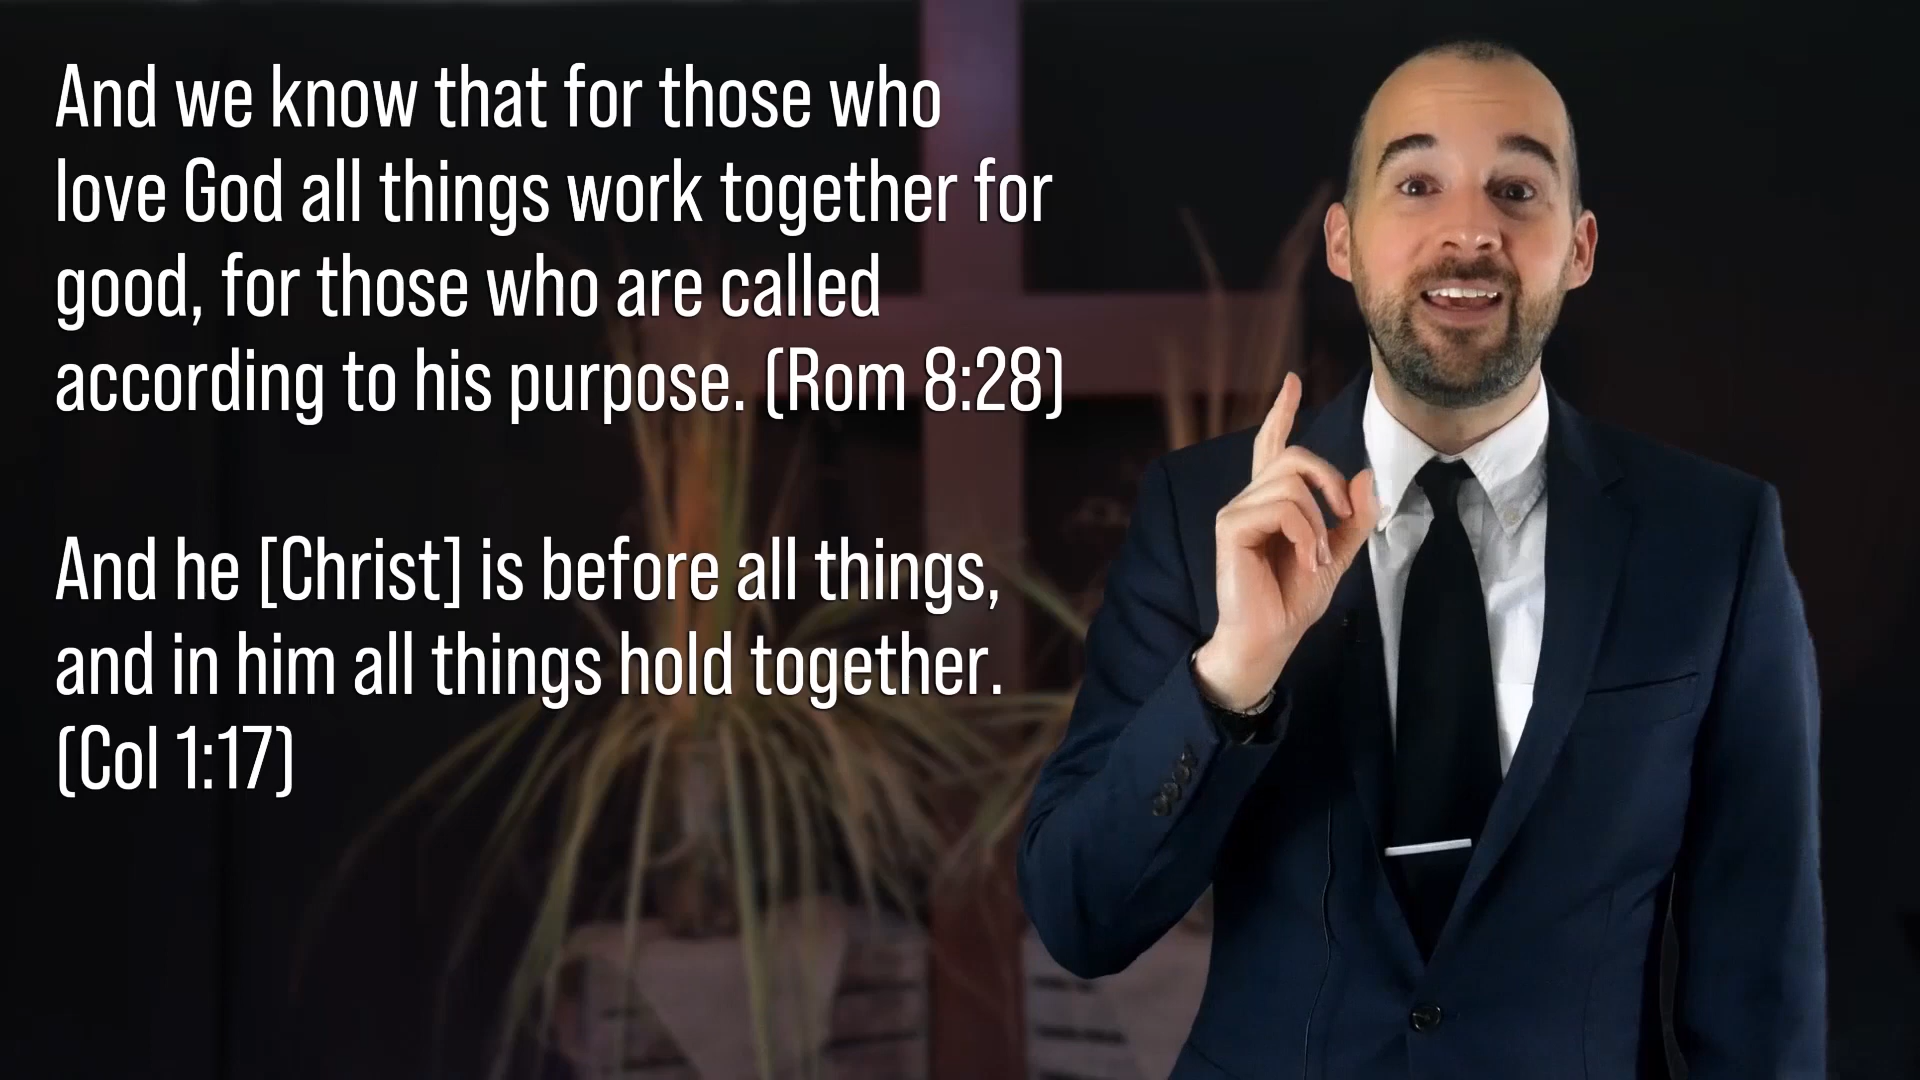 And we know that for those who
love God all things work together for
good, for those who are called
according to his purpose. (Rom 8:28)
And he [Christ] is before all things,
and in him all things hold together.
(Col 1:17)